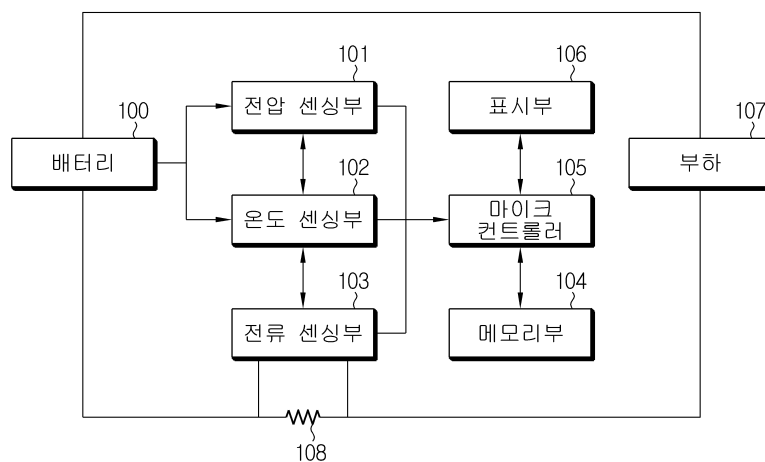 101
전압 센싱부
106
표시부
100
배터리
107
부하
102
온도 센싱부
105
마이크
컨트롤러
103
전류 센싱부
104
메모리부
108